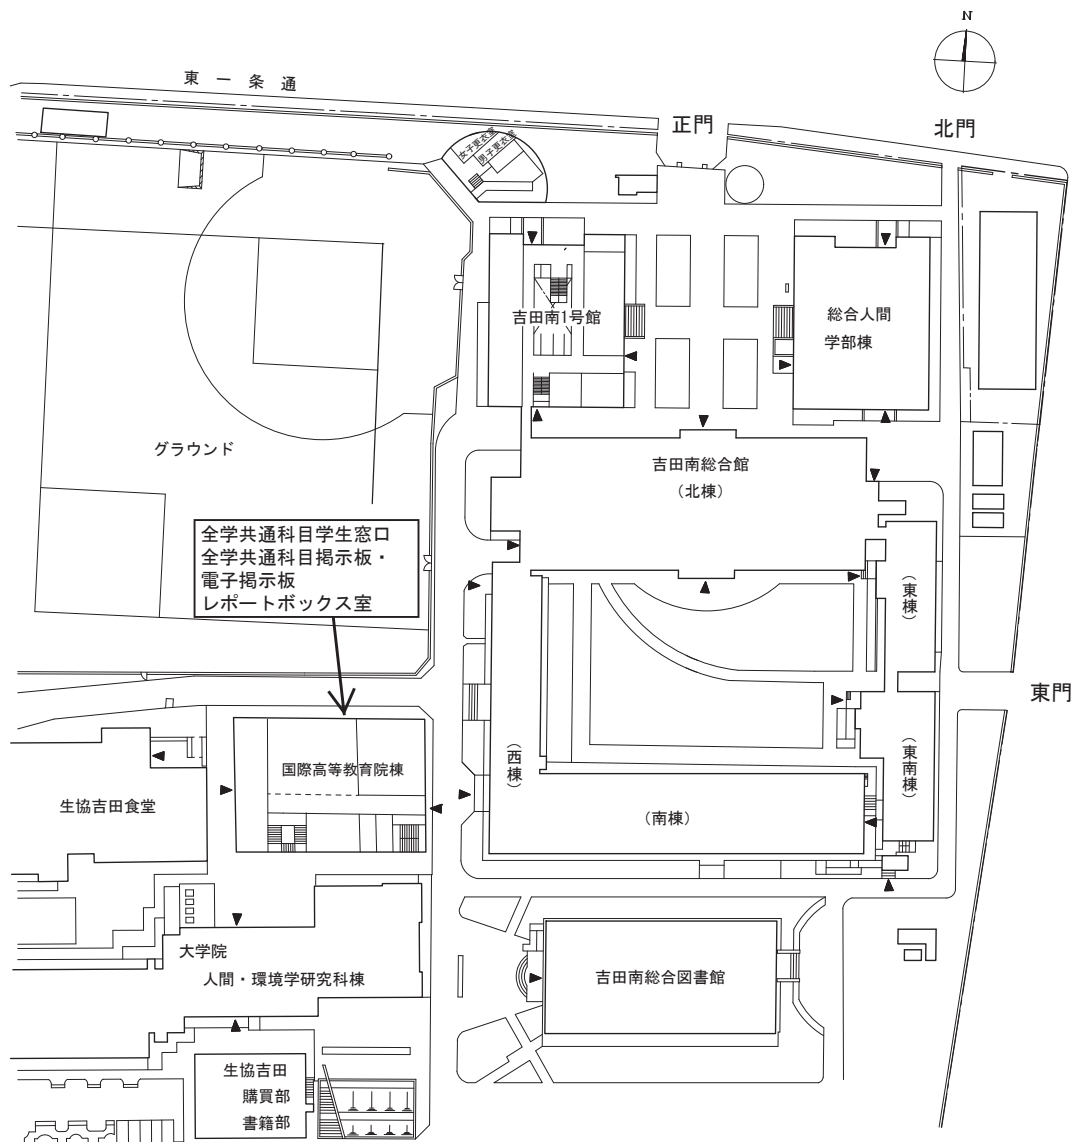 N
東一条通
正門
北門
女子更衣室
男子更衣室
吉田南1号館
総合人間
学部棟
グラウンド
吉田南総合館
(北棟)
全学共通科目学生窓口
全学共通科目掲示板・
電子掲示板
レポートボックス室
(東棟)
東門
(西棟)
(東南棟)
国際高等教育院棟
生協吉田食堂
(南棟)
大学院
人間・環境学研究科棟
吉田南総合図書館
生協吉田
購買部
書籍部